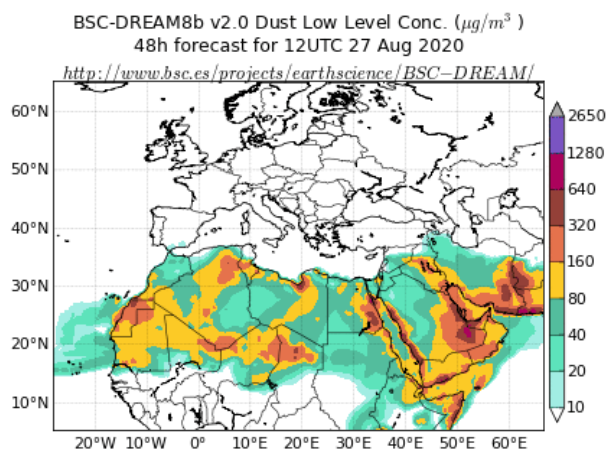 BSC-DREAM8b v2.0 Dust Low Level Conc. (μg/m³ )
48h forecast for 12UTC 27 Aug 2020
http://www.bsc.es/projects/earthscience/BSC−DREAM/
60°N
50°N
40°N
30°N
20°N
10°N
20°W 10°W 0° 10°E 20°E 30°E 40°E 50°E 60°E
2650
1280
640
320
160
80
40
20
10